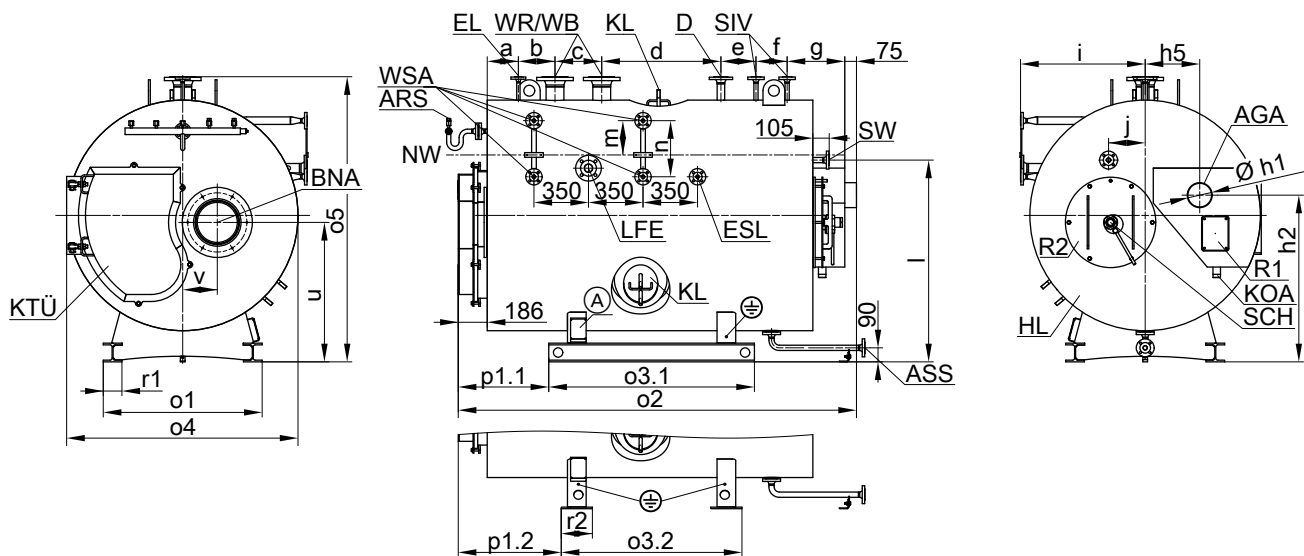 EL WR/WB KL D SIV
a b c d e f g 75
WSA
ARS
NW
m n
105 SW
350 350 350
LFE ESL
KL
A
186
90
ASS
l
p1.1 o3.1
o2
r2
p1.2 o3.2
BNA
o5
KTÜ
v
u
r1
o1
o4
i h5
AGA
j
Ø h1
R2
h2
R1
KOA
SCH
HL